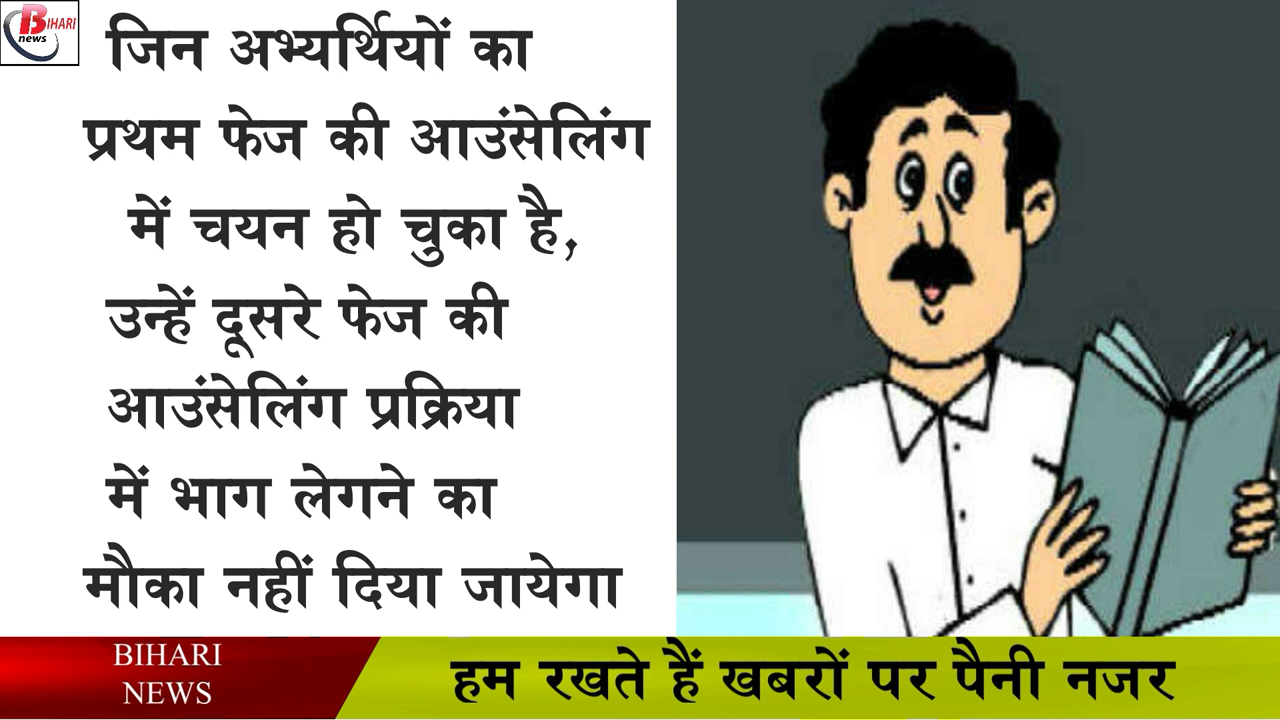 BIHARI
news
जिन अभ्यर्थियों का
प्रथम फेज की आउंसेलिंग
में चयन हो चुका है,
उन्हें दूसरे फेज की
आउंसेलिंग प्रक्रिया
में भाग लेगने का
मौका नहीं दिया जायेगा
BIHARI
NEWS
हम रखते हैं खबरों पर पैनी नजर